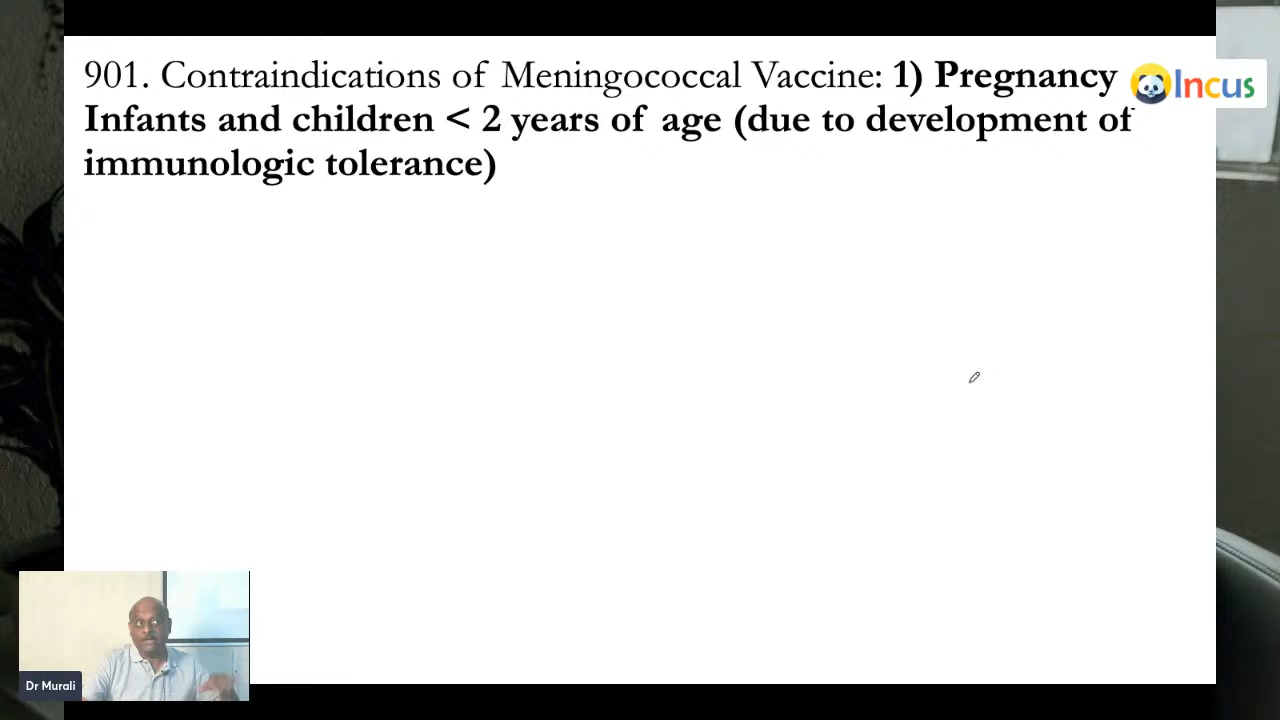 901. Contraindications of Meningococcal Vaccine: 1) Pregnancy
Infants and children < 2 years of age (due to development of
immunologic tolerance)
Incus
Dr Murali